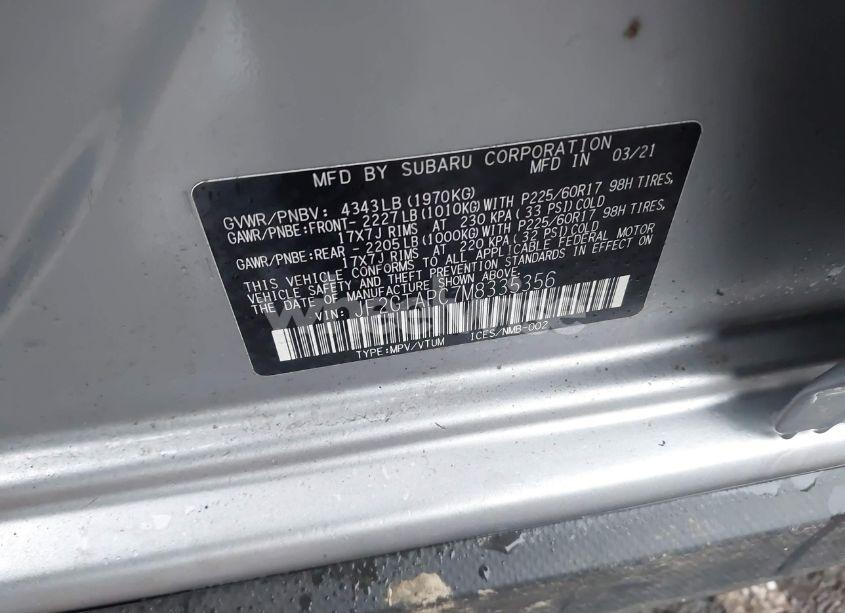 MFD BY SUBARU CORPORATION
MFD IN 03/21
GVWR/PNBV: 4343LB (1970KG)
GAWR/PNBE: FRONT- 2227 LB (1010KG) WITH P225/60R17 98H TIRES,
17X7J RIMS AT 230 KPA ( 33 PSI) COLD
GAWR/PNBE: REAR - 2205 LB (1000KG) WITH P225/60R17 98H TIRES,
17X7J RIMS AT 220 KPA ( 32 PSI) COLD
THIS VEHICLE CONFORMS TO ALL APPLICABLE FEDERAL MOTOR
VEHICLE SAFETY AND THEFT PREVENTION STANDARDS IN EFFECT ON
THE DATE OF MANUFACTURE SHOWN ABOVE.
VIN: JF2GTAPC7M8335356
TYPE:MPV/VTUM ICES/NMB-002